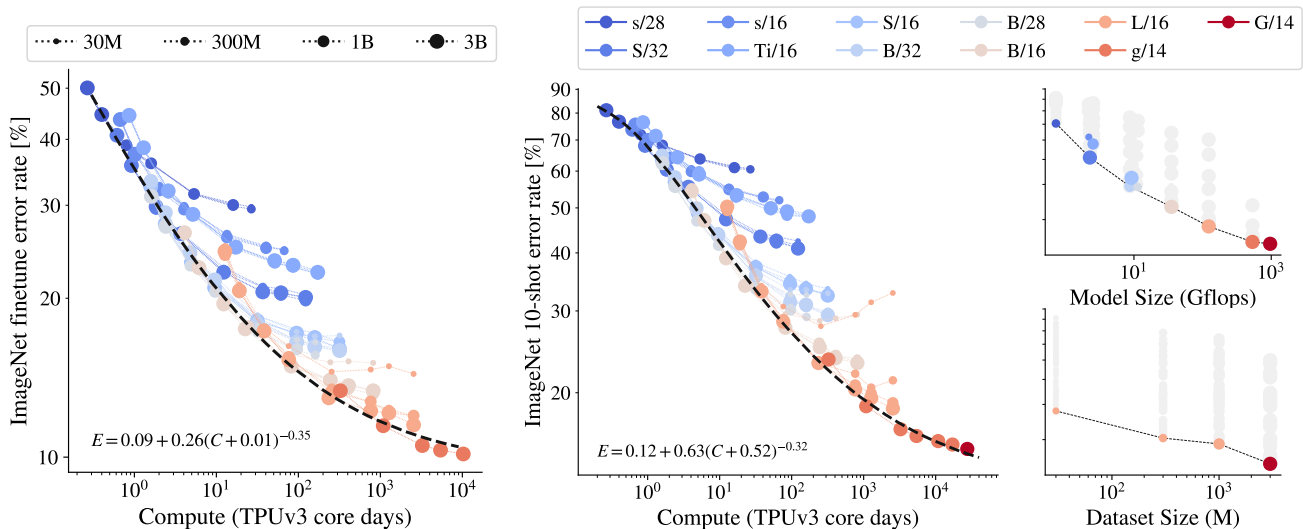 30M 300M 1B 3B
s/28 s/16 S/16 B/28 L/16 G/14
S/32 Ti/16 B/32 B/16 g/14
ImageNet finetune error rate [%]
50
40
30
20
10
E = 0.09 + 0.26(C + 0.01)^{−0.35}
10^0 10^1 10^2 10^3 10^4
Compute (TPUv3 core days)
ImageNet 10-shot error rate [%]
90
80
70
60
50
40
30
20
E = 0.12 + 0.63(C + 0.52)^{−0.32}
10^0 10^1 10^2 10^3 10^4
Compute (TPUv3 core days)
10^1 10^3
Model Size (Gflops)
10^2 10^3
Dataset Size (M)